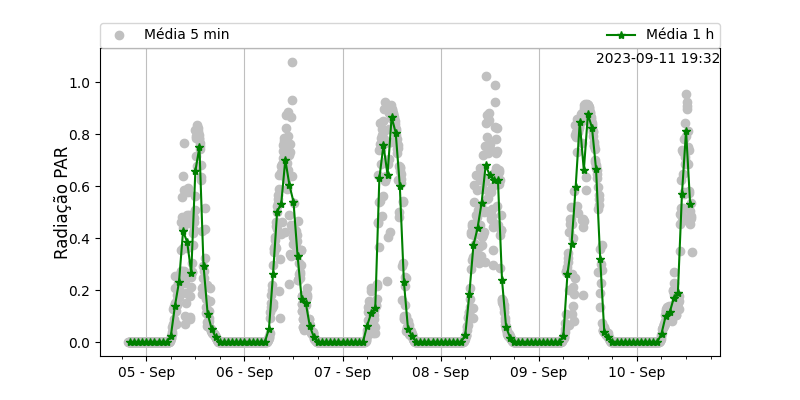 Média 5 min
Média 1 h
2023-09-11 19:32
Radiação PAR
1.0
0.8
0.6
0.4
0.2
0.0
05 - Sep
06 - Sep
07 - Sep
08 - Sep
09 - Sep
10 - Sep